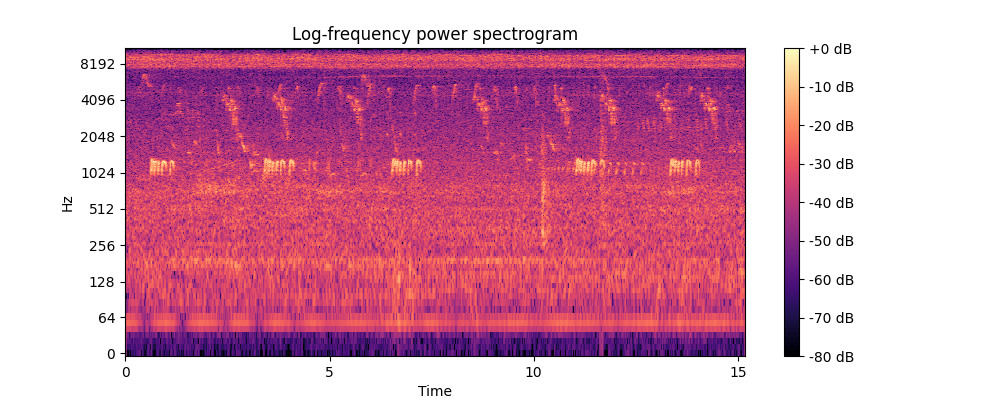 Log-frequency power spectrogram
Hz
8192
4096
2048
1024
512
256
128
64
0
0 5 10 15
Time
+0 dB
-10 dB
-20 dB
-30 dB
-40 dB
-50 dB
-60 dB
-70 dB
-80 dB